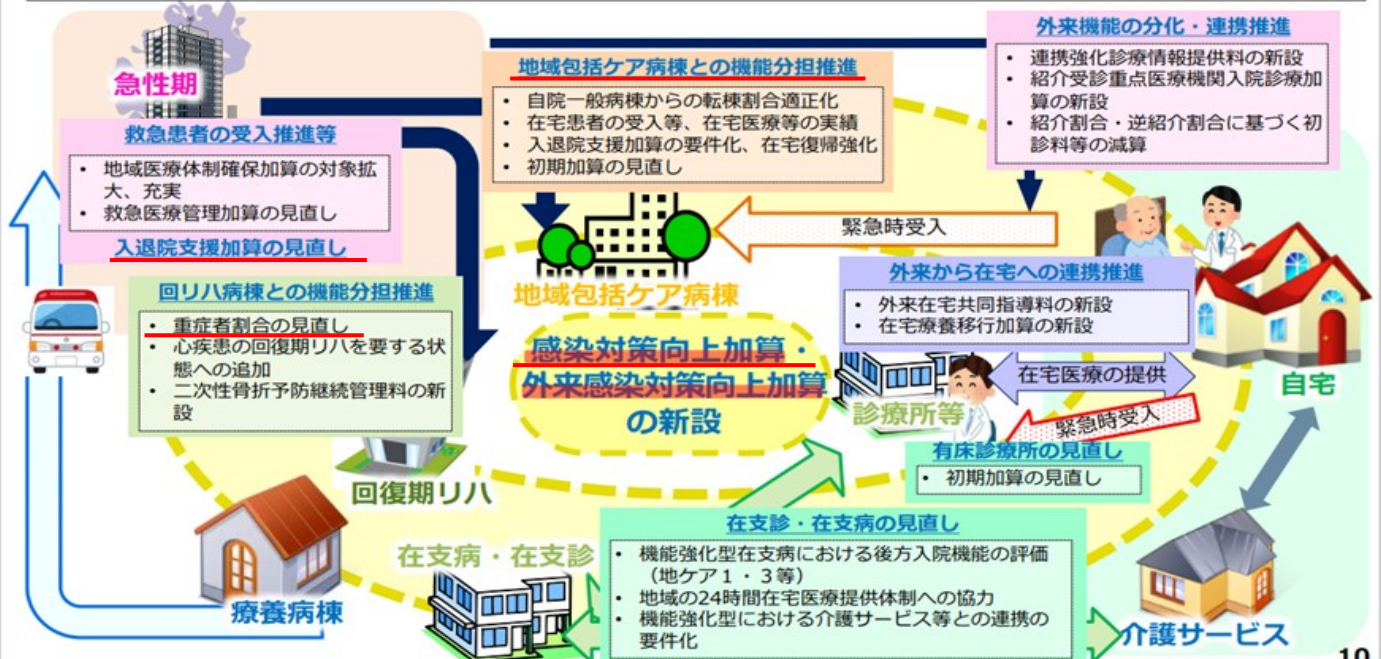 急性期
救急患者の受入推進等
• 地域医療体制確保加算の対象拡
大、充実
• 救急医療管理加算の見直し
入退院支援加算の見直し
地域包括ケア病棟との機能分担推進
• 自院一般病棟からの転棟割合適正化
• 在宅患者の受入等、在宅医療等の実績
• 入退院支援加算の要件化、在宅復帰強化
• 初期加算の見直し
外来機能の分化・連携推進
• 連携強化診療情報提供料の新設
• 紹介受診重点医療機関入院診療加
算の新設
• 紹介割合・逆紹介割合に基づく初
診料等の減算
緊急時受入
地域包括ケア病棟
外来から在宅への連携推進
• 外来在宅共同指導料の新設
• 在宅療養移行加算の新設
回リハ病棟との機能分担推進
• 重症者割合の見直し
• 心疾患の回復期リハを要する状
態への追加
• 二次性骨折予防継続管理料の新
設
感染対策向上加算・
外来感染対策向上加算
の新設
診療所等
在宅医療の提供
緊急時受入
自宅
有床診療所の見直し
• 初期加算の見直し
回復期リハ
療養病棟
在支病・在支診
在支診・在支病の見直し
• 機能強化型在支病における後方入院機能の評価
（地ケア１・３等）
• 地域の24時間在宅医療提供体制への協力
• 機能強化型における介護サービス等との連携の
要件化
介護サービス
10